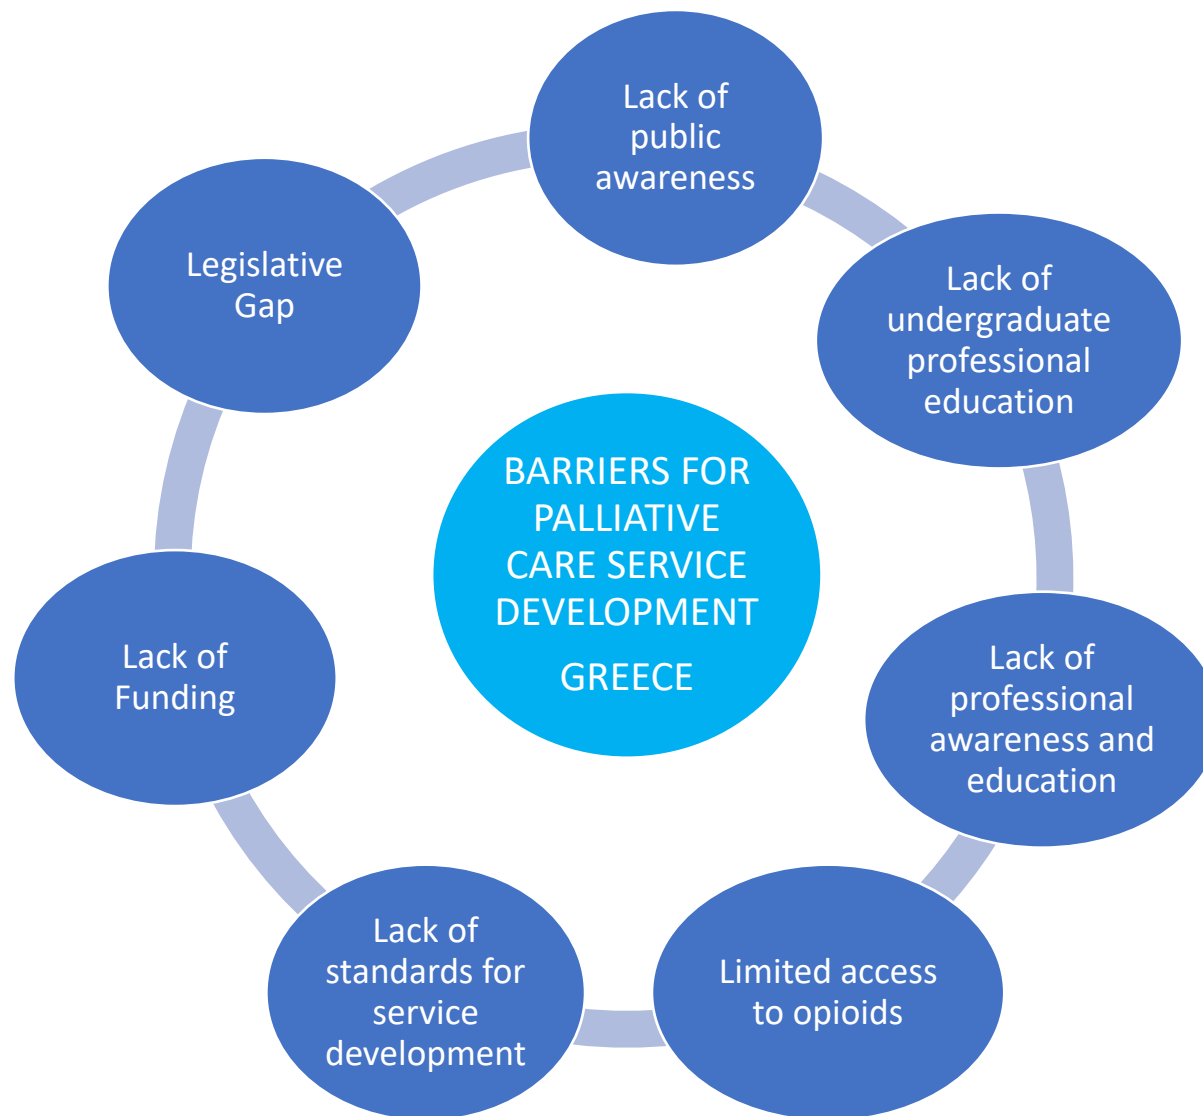 Lack of
public
awareness
Lack of
undergraduate
professional
education
Lack of
professional
awareness and
education
Limited access
to opioids
Lack of
standards for
service
development
Lack of
Funding
Legislative
Gap
BARRIERS FOR
PALLIATIVE
CARE SERVICE
DEVELOPMENT
GREECE